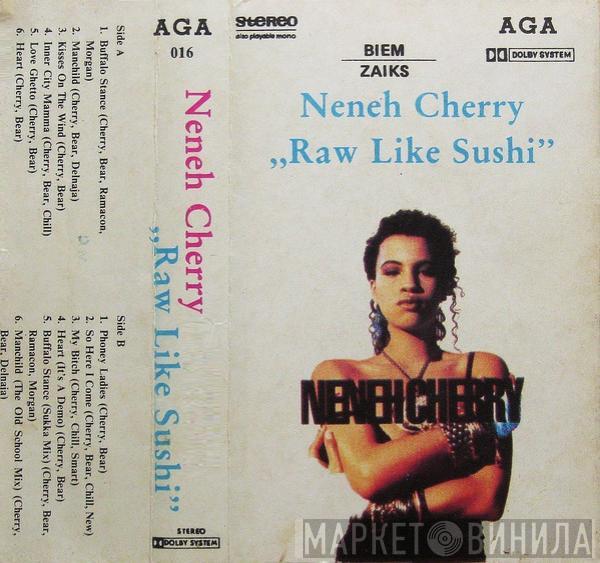 Side A
1. Buffalo Stance (Cherry, Bear, Ramacon,
Morgan)
2. Manchild (Cherry, Bear, Delnaja)
3. Kisses On The Wind (Cherry, Bear)
4. Inner City Mamma (Cherry, Bear, Chill)
5. Love Ghetto (Cherry, Bear)
6. Heart (Cherry, Bear)
Side B
1. Phoney Ladies (Cherry, Bear)
2. So Here I Come (Cherry, Bear, Chill, New)
3. My Bitch (Cherry, Chill, Smart)
4. Heart (It's A Demo) (Cherry, Bear)
5. Buffalo Stance (Sukka Mix) (Cherry, Bear,
Ramacon, Morgan)
6. Manchild (The Old School Mix) (Cherry,
Bear, Delnaja)
AGA
016
Neneh Cherry
„Raw Like Sushi”
STEREO
DOLBY SYSTEM
stereo
also playable mono
BIEM
ZAIKS
AGA
DOLBY SYSTEM
Neneh Cherry
„Raw Like Sushi”
NENEH CHERRY
МАРКЕТ ВИНИЛА